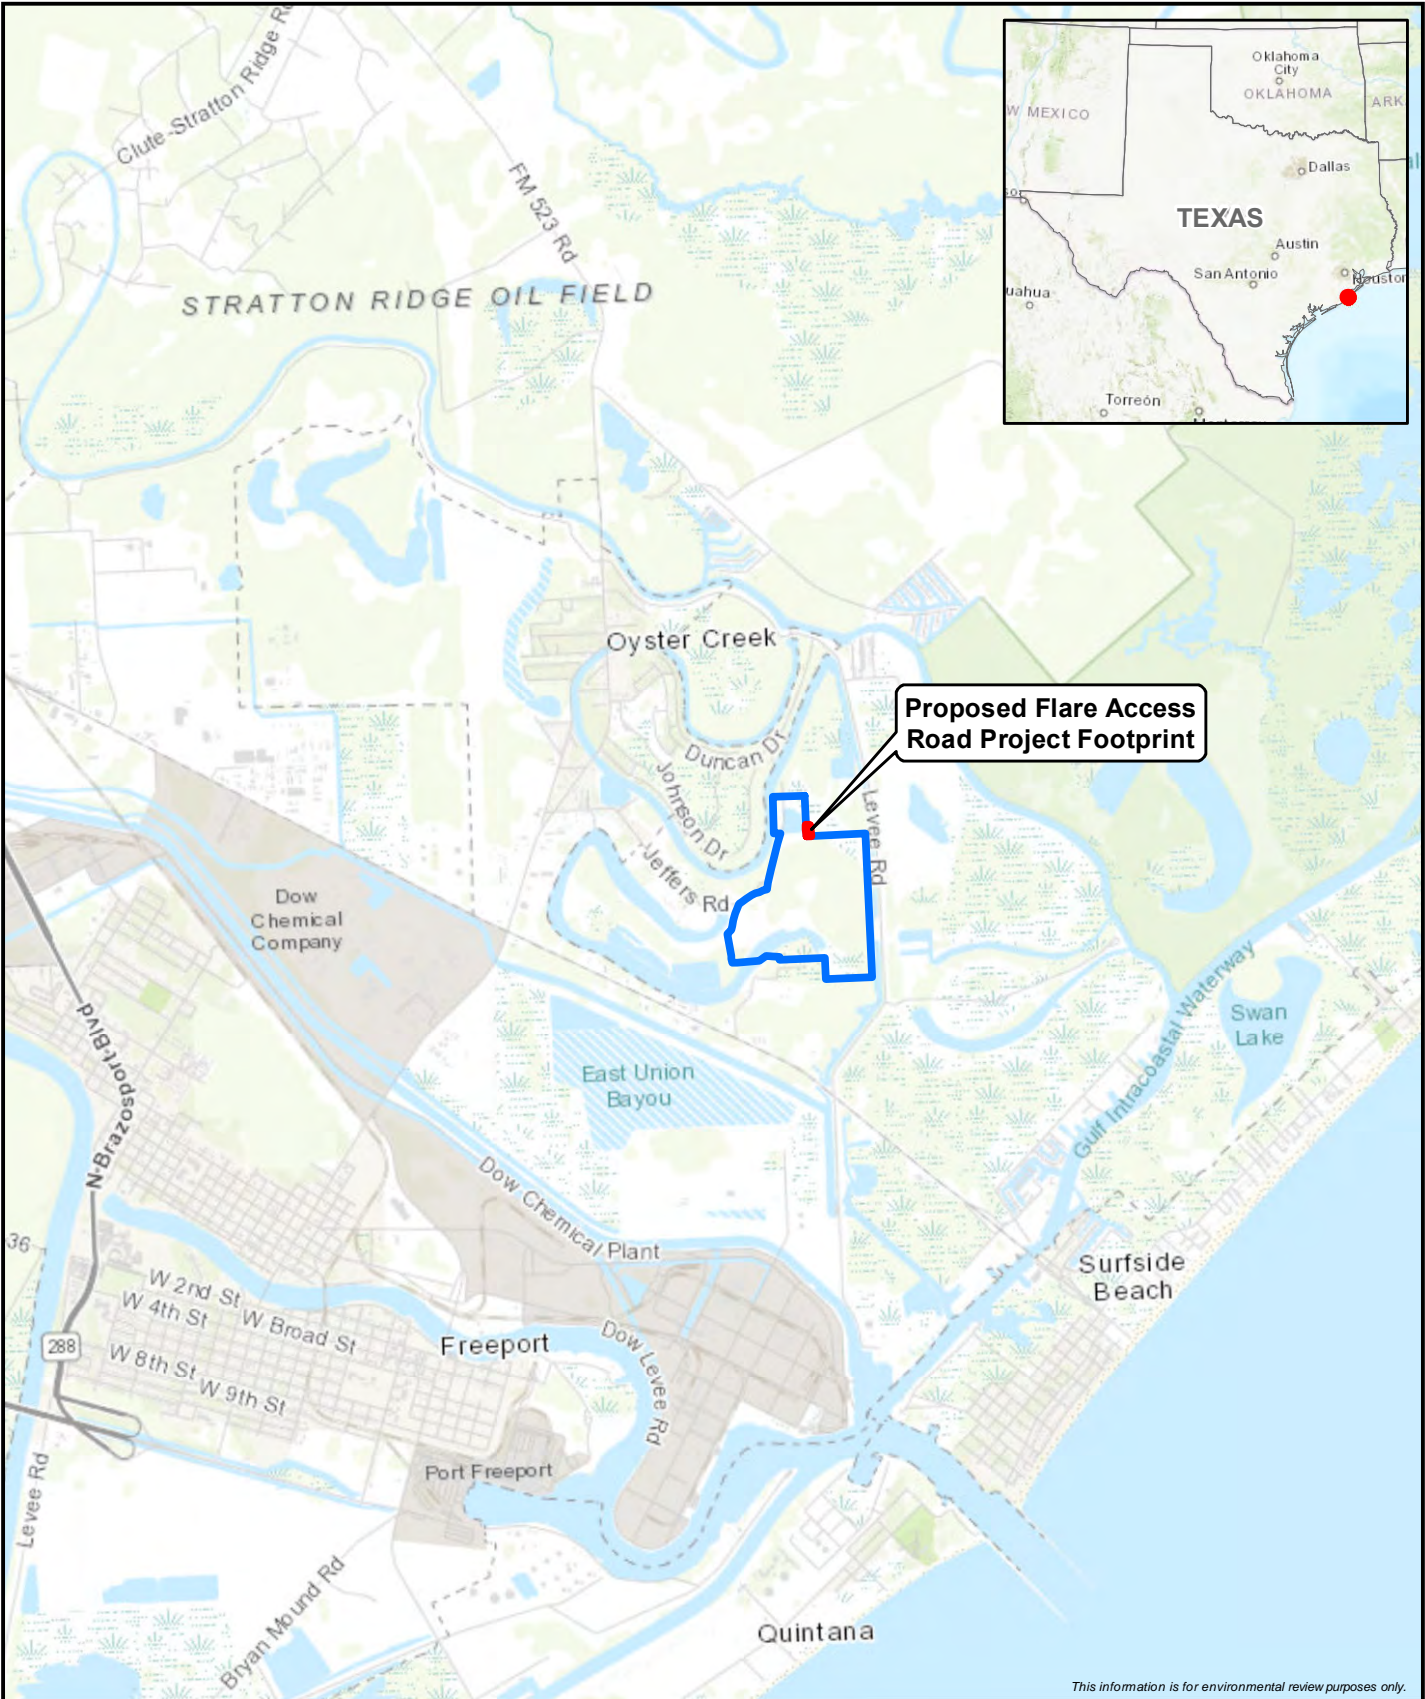 Clute-Stratton Ridge Rd
FM 523 Rd
STRATTON RIDGE OIL FIELD
Oklahoma
City
OKLAHOMA
ARK
W MEXICO
Dallas
TEXAS
Austin
San Antonio
Houston
uahua
Torreón
Oyster Creek
Proposed Flare Access
Road Project Footprint
Duncan Dr
Johnson Dr
Jeffers Rd
Levee Rd
Dow
Chemical
Company
N Brazosport Blvd
East Union
Bayou
Swan
Lake
Gulf Intracoastal Waterway
Dow Chemical Plant
36
Surfside
Beach
W 2nd St
W 4th St
W Broad St
288
W 8th St
W 9th St
Freeport
Dow Levee Rd
Port Freeport
Levee Rd
Bryan Mound Rd
Quintana
This information is for environmental review purposes only.